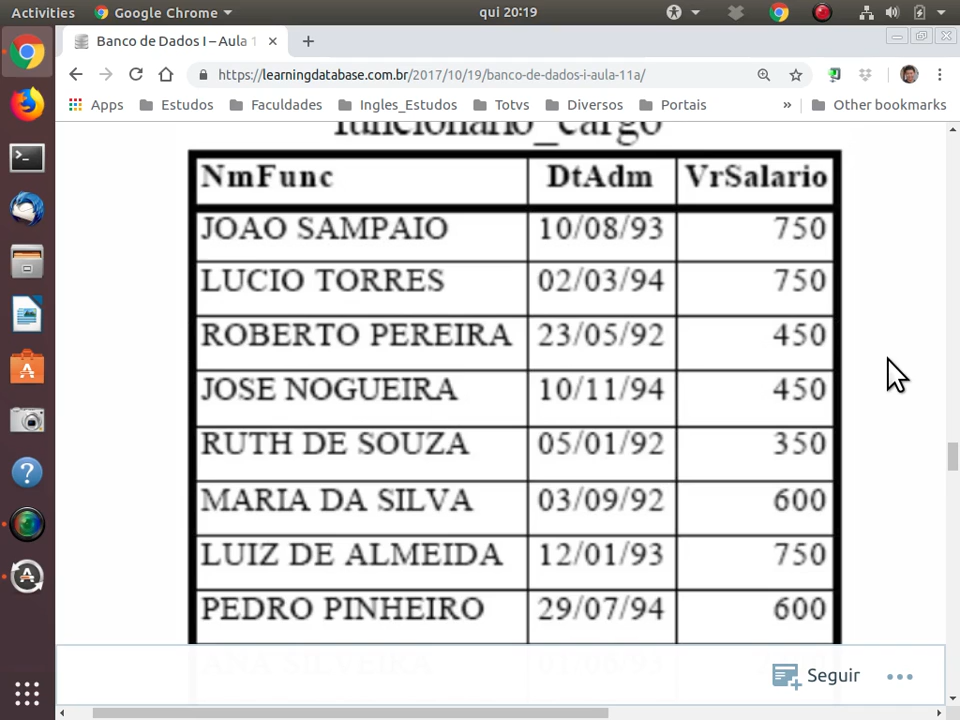 Activities Google Chrome qui 20:19
Banco de Dados I – Aula 1
https://learningdatabase.com.br/2017/10/19/banco-de-dados-i-aula-11a/
Apps Estudos Faculdades Ingles_Estudos Totvs Diversos Portais » Other bookmarks
funcionario_cargo
NmFunc DtAdm VrSalario
JOAO SAMPAIO 10/08/93 750
LUCIO TORRES 02/03/94 750
ROBERTO PEREIRA 23/05/92 450
JOSE NOGUEIRA 10/11/94 450
RUTH DE SOUZA 05/01/92 350
MARIA DA SILVA 03/09/92 600
LUIZ DE ALMEIDA 12/01/93 750
PEDRO PINHEIRO 29/07/94 600
ANA SILVEIRA
Seguir